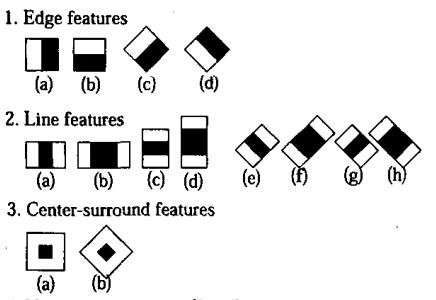 1. Edge features
(a) (b) (c) (d)
2. Line features
(a) (b) (c) (d) (e) (f) (g) (h)
3. Center-surround features
(a) (b)